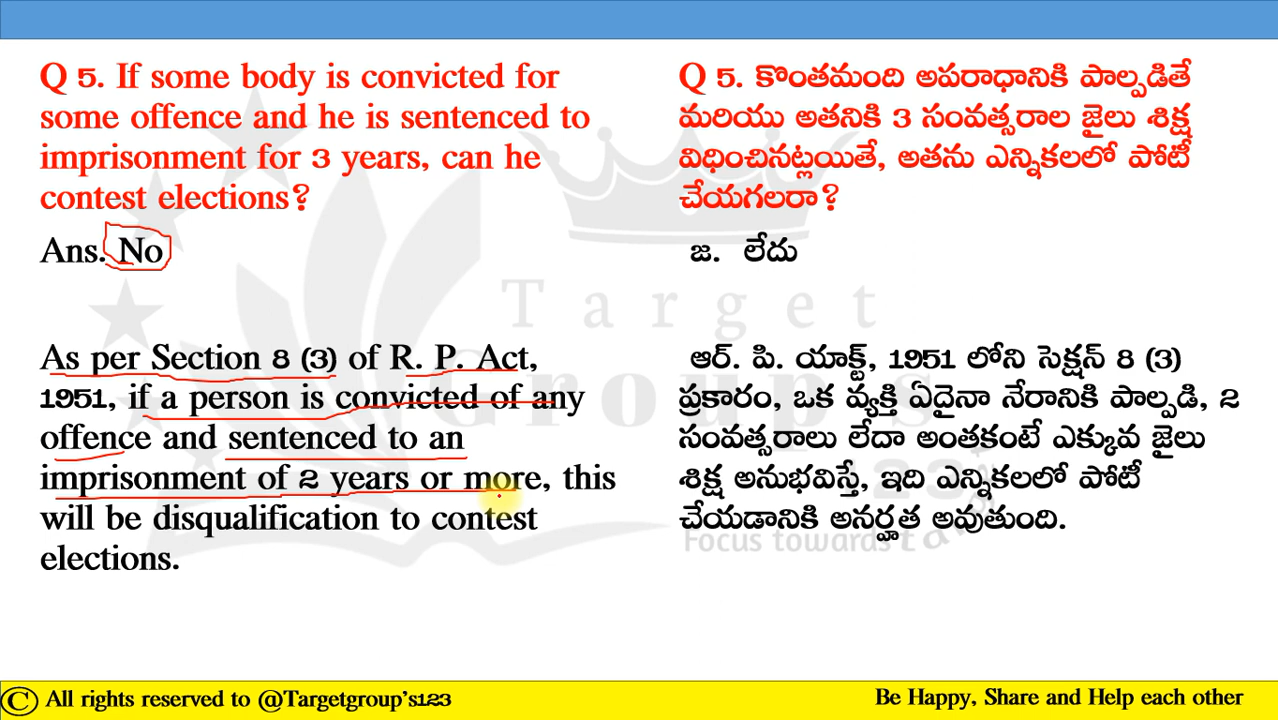 Q 5. If some body is convicted for
some offence and he is sentenced to
imprisonment for 3 years, can he
contest elections?
Ans. No
As per Section 8 (3) of R. P. Act,
1951, if a person is convicted of any
offence and sentenced to an
imprisonment of 2 years or more, this
will be disqualification to contest
elections.
Q 5. కొంతమంది అపరాధానికి పాల్పడితే
మరియు అతనికి 3 సంవత్సరాల జైలు శిక్ష
విధించినట్లయితే, అతను ఎన్నికలలో పోటీ
చేయగలరా?
జ. లేదు
ఆర్. పి. యాక్ట్, 1951 లోని సెక్షన్ 8 (3)
ప్రకారం, ఒక వ్యక్తి ఏదైనా నేరానికి పాల్పడి, 2
సంవత్సరాలు లేదా అంతకంటే ఎక్కువ జైలు
శిక్ష అనుభవిస్తే, ఇది ఎన్నికలలో పోటీ
చేయడానికి అనర్హత అవుతుంది.
Target
Group's
123
Focus towards
© All rights reserved to @Targetgroup's123
Be Happy, Share and Help each other